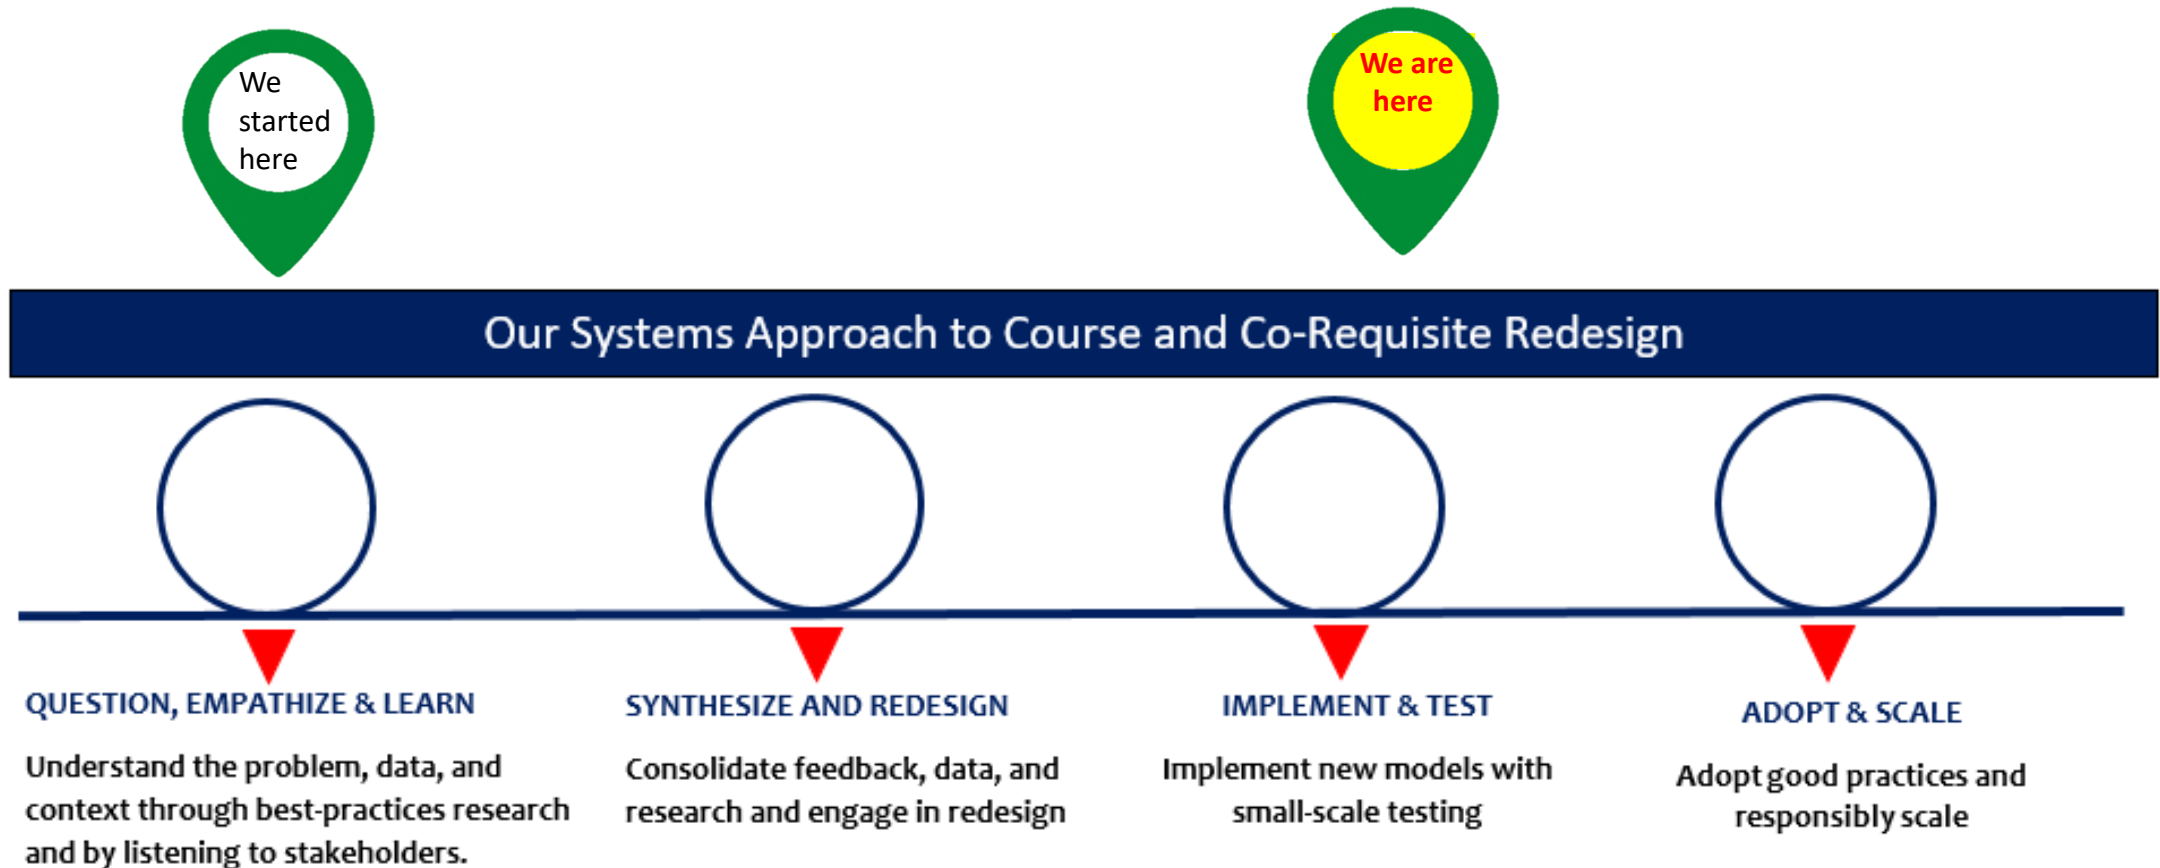 We
started
here
We are
here
Our Systems Approach to Course and Co-Requisite Redesign
QUESTION, EMPATHIZE & LEARN
Understand the problem, data, and
context through best-practices research
and by listening to stakeholders.
SYNTHESIZE AND REDESIGN
Consolidate feedback, data, and
research and engage in redesign
IMPLEMENT & TEST
Implement new models with
small-scale testing
ADOPT & SCALE
Adopt good practices and
responsibly scale